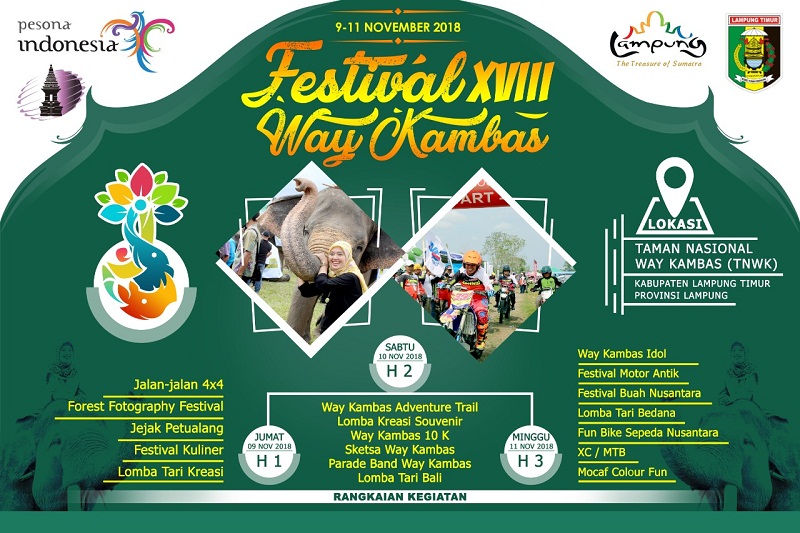 pesona
indonesia
9-11 NOVEMBER 2018
Festival XVIII
Way Kambas
Lampung
The Treasure of Sumatra
LAMPUNG TIMUR
ART
LOKASI
TAMAN NASIONAL
WAY KAMBAS (TNWK)
KABUPATEN LAMPUNG TIMUR
PROVINSI LAMPUNG
Jalan-jalan 4x4
Forest Fotography Festival
Jejak Petualang
Festival Kuliner
Lomba Tari Kreasi
JUMAT
09 NOV 2018
H 1
SABTU
10 NOV 2018
H 2
Way Kambas Adventure Trail
Lomba Kreasi Souvenir
Way Kambas 10 K
Sketsa Way Kambas
Parade Band Way Kambas
Lomba Tari Bali
MINGGU
11 NOV 2018
H 3
Way Kambas Idol
Festival Motor Antik
Festival Buah Nusantara
Lomba Tari Bedana
Fun Bike Sepeda Nusantara
XC / MTB
Mocaf Colour Fun
RANGKAIAN KEGIATAN